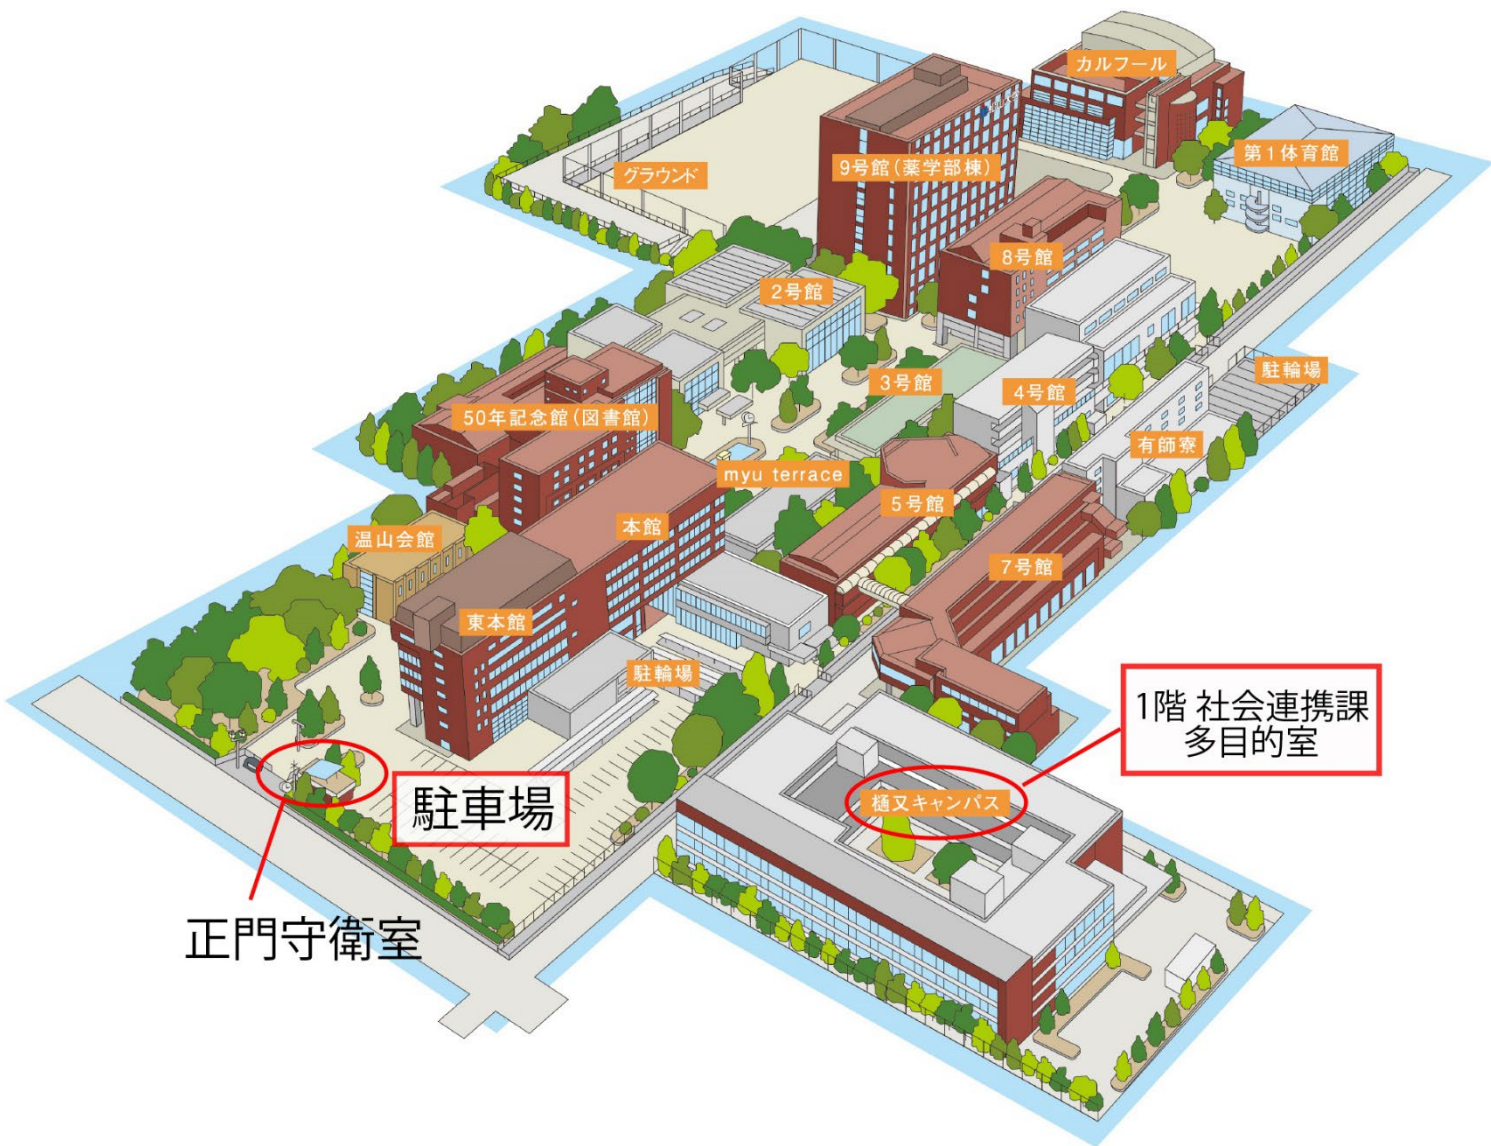 カルフール
第1体育館
9号館(薬学部棟)
グラウンド
8号館
2号館
3号館
4号館
駐輪場
50年記念館(図書館)
有師寮
myu terrace
5号館
本館
温山会館
7号館
東本館
駐輪場
1階 社会連携課
多目的室
樋又キャンパス
駐車場
正門守衛室